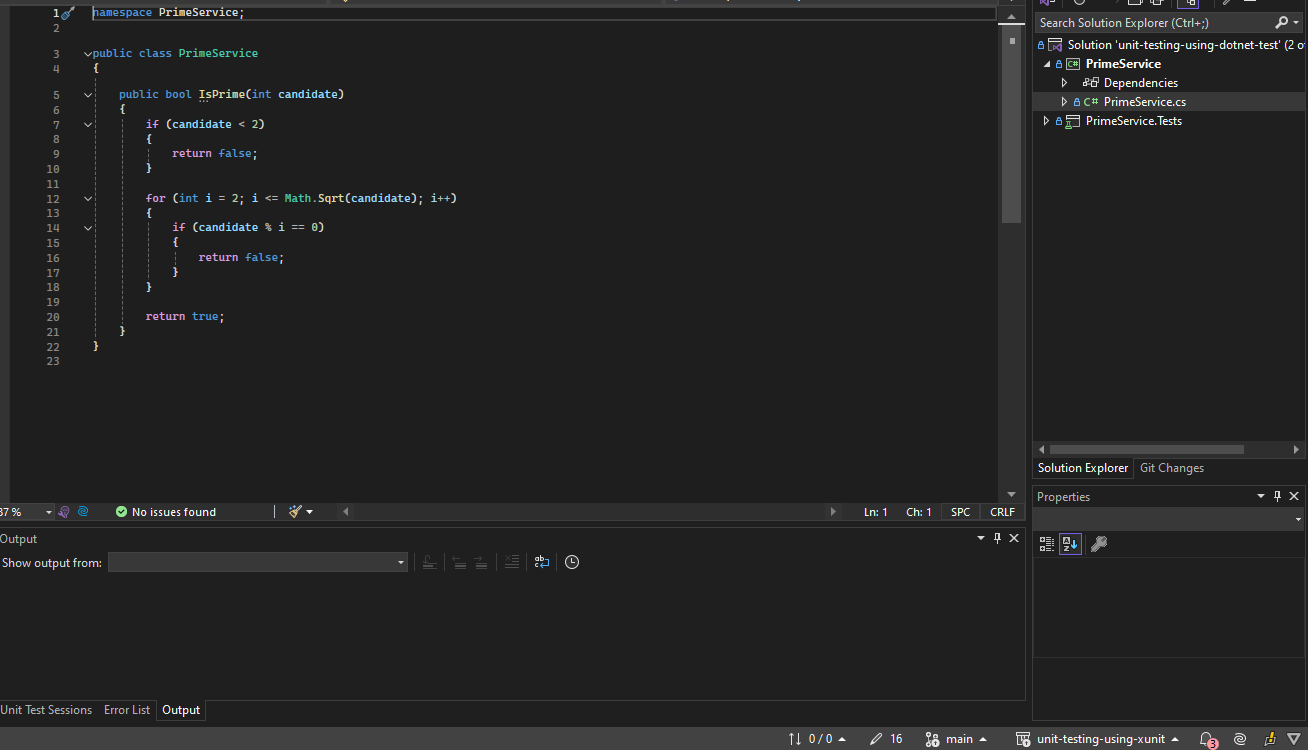 1 namespace PrimeService;
2
3 public class PrimeService
4 {
5 public bool IsPrime(int candidate)
6 {
7 if (candidate < 2)
8 {
9 return false;
10 }
11
12 for (int i = 2; i <= Math.Sqrt(candidate); i++)
13 {
14 if (candidate % i == 0)
15 {
16 return false;
17 }
18 }
19
20 return true;
21 }
22 }
23
37 % No issues found Ln: 1 Ch: 1 SPC CRLF
Output
Show output from:
Unit Test Sessions Error List Output
Search Solution Explorer (Ctrl+;)
Solution 'unit-testing-using-dotnet-test' (2 o
C# PrimeService
Dependencies
C# PrimeService.cs
PrimeService.Tests
Solution Explorer Git Changes
Properties
0 / 0 16 main unit-testing-using-xunit 3